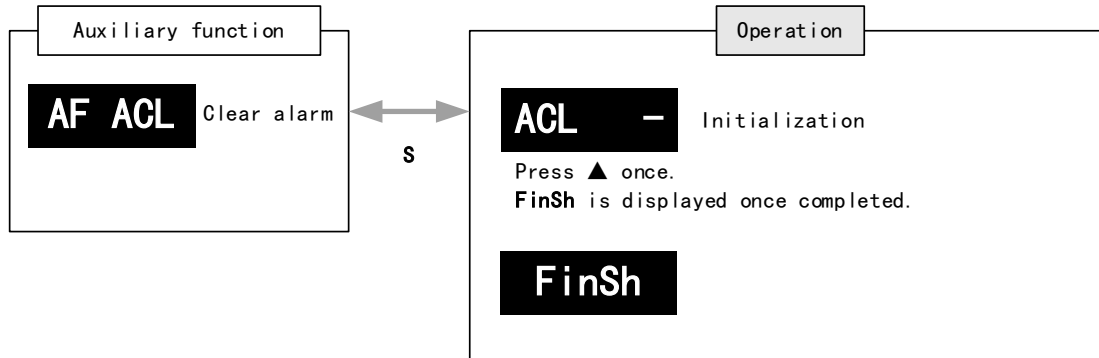 Auxiliary function
AF ACL Clear alarm
S
Operation
ACL - Initialization
Press ▲ once.
FinSh is displayed once completed.
FinSh